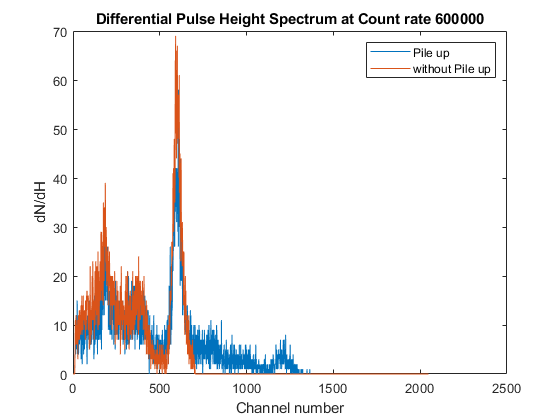 Differential Pulse Height Spectrum at Count rate 600000
Pile up
without Pile up
dN/dH
70
60
50
40
30
20
10
0
0
500
1000
1500
2000
2500
Channel number